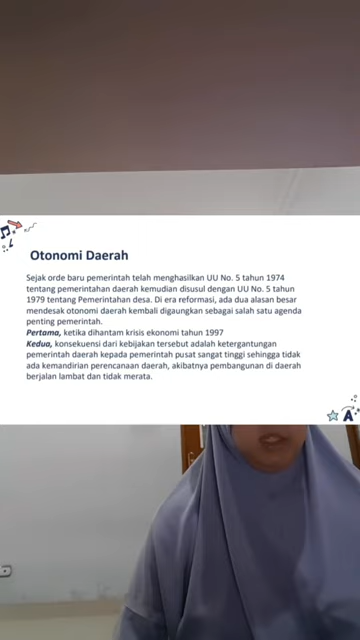 Otonomi Daerah
Sejak orde baru pemerintah telah menghasilkan UU No. 5 tahun 1974
tentang pemerintahan daerah kemudian disusul dengan UU No. 5 tahun
1979 tentang Pemerintahan desa. Di era reformasi, ada dua alasan besar
mendesak otonomi daerah kembali digaungkan sebagai salah satu agenda
penting pemerintah.
Pertama, ketika dihantam krisis ekonomi tahun 1997
Kedua, konsekuensi dari kebijakan tersebut adalah ketergantungan
pemerintah daerah kepada pemerintah pusat sangat tinggi sehingga tidak
ada kemandirian perencanaan daerah, akibatnya pembangunan di daerah
berjalan lambat dan tidak merata.
A